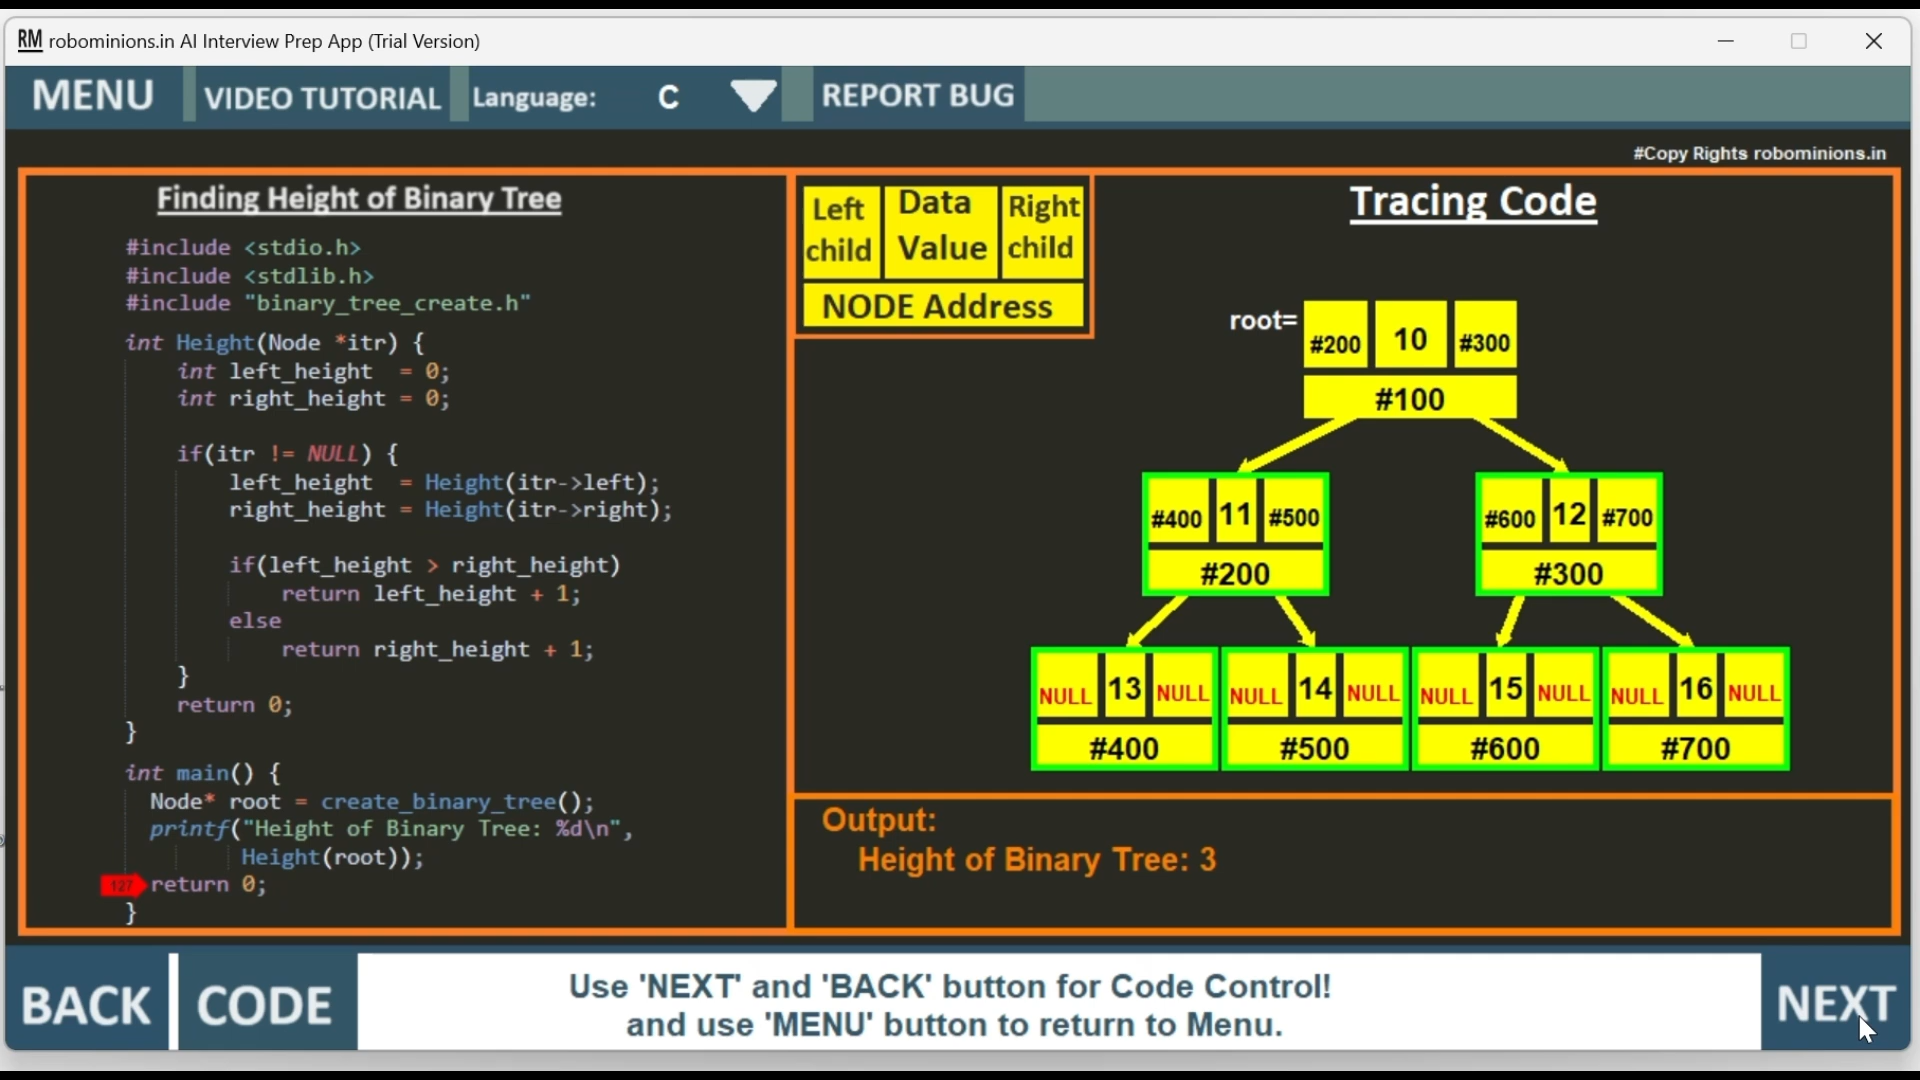 RM robominions.in AI Interview Prep App (Trial Version)
MENU
VIDEO TUTORIAL
Language: C
REPORT BUG
#Copy Rights robominions.in
Finding Height of Binary Tree
#include <stdio.h>
#include <stdlib.h>
#include "binary_tree_create.h"
int Height(Node *itr) {
int left_height = 0;
int right_height = 0;
if(itr != NULL) {
left_height = Height(itr->left);
right_height = Height(itr->right);
if(left_height > right_height)
return left_height + 1;
else
return right_height + 1;
}
return 0;
}
int main() {
Node* root = create_binary_tree();
printf("Height of Binary Tree: %d\n",
Height(root));
127 return 0;
}
Left child
Data Value
Right child
NODE Address
Tracing Code
root= #200 10 #300
#100
#400 11 #500
#200
#600 12 #700
#300
NULL 13 NULL
#400
NULL 14 NULL
#500
NULL 15 NULL
#600
NULL 16 NULL
#700
Output:
Height of Binary Tree: 3
BACK
CODE
Use 'NEXT' and 'BACK' button for Code Control!
and use 'MENU' button to return to Menu.
NEXT